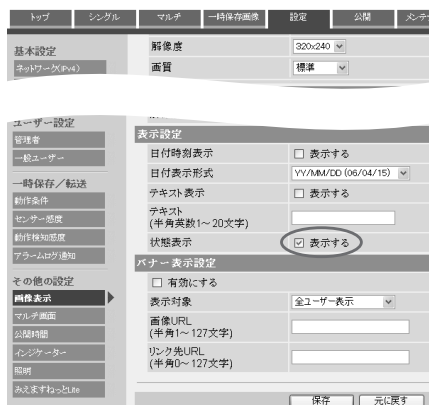 トップ
シングル
マルチ
一時保存画像
設定
公開
メンテ
基本設定
ネットワーク(IPv4)
解像度
320x240
画質
標準
ユーザー設定
管理者
一般ユーザー
一時保存／転送
動作条件
センサー感度
動作検知感度
アラームログ通知
その他の設定
画像表示
マルチ画面
公開時間
インジケーター
照明
みえますねっとLite
表示設定
日付時刻表示
表示する
日付表示形式
YY/MM/DD (06/04/15)
テキスト表示
表示する
テキスト
(半角英数1～20文字)
状態表示
表示する
バナー表示設定
有効にする
表示対象
全ユーザー表示
画像URL
(半角1～127文字)
リンク先URL
(半角0～127文字)
保存
元に戻す